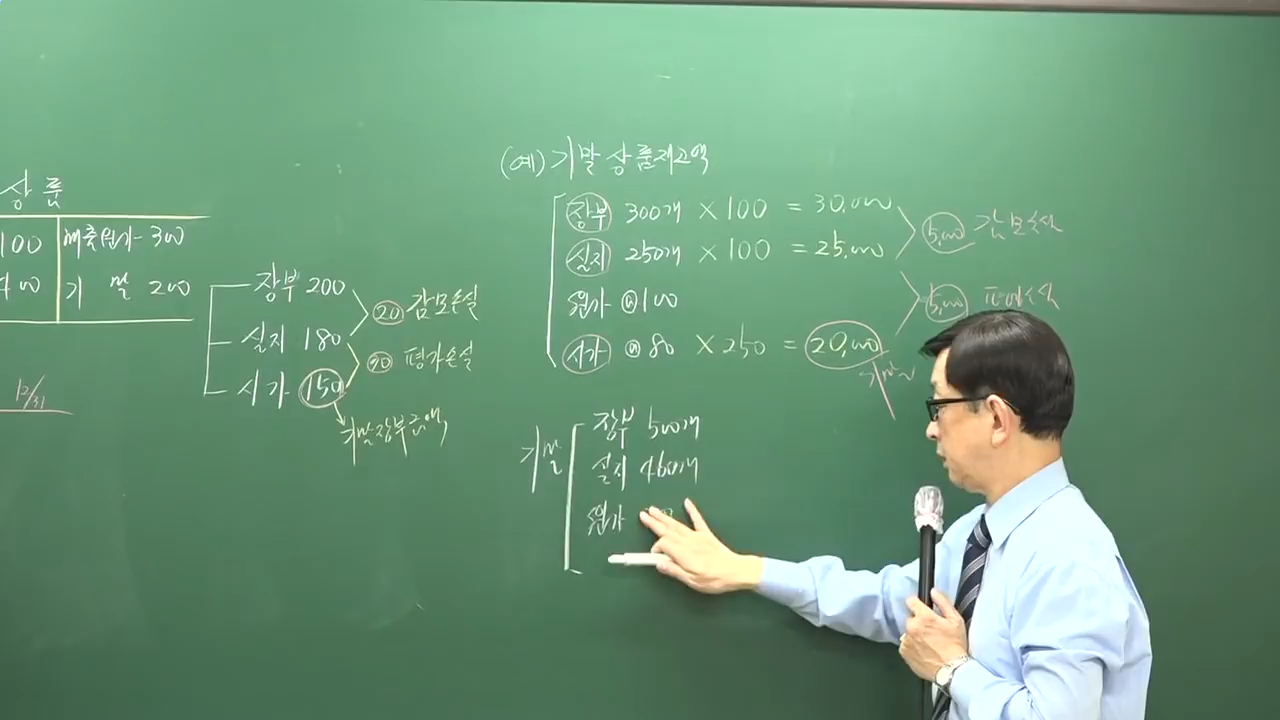 상품
100 매출원가 300
400 기말 200
12/31
장부 200
실지 180
시가 150
20 감모손실
30 평가손실
기말장부금액
(예) 기말상품재고액
장부 300개 × 100 = 30,000
실지 250개 × 100 = 25,000
원가 @100
시가 @80 × 250 = 20,000
5,000 감모손실
5,000 평가손실
기말
장부 500개
실지 460개
원가